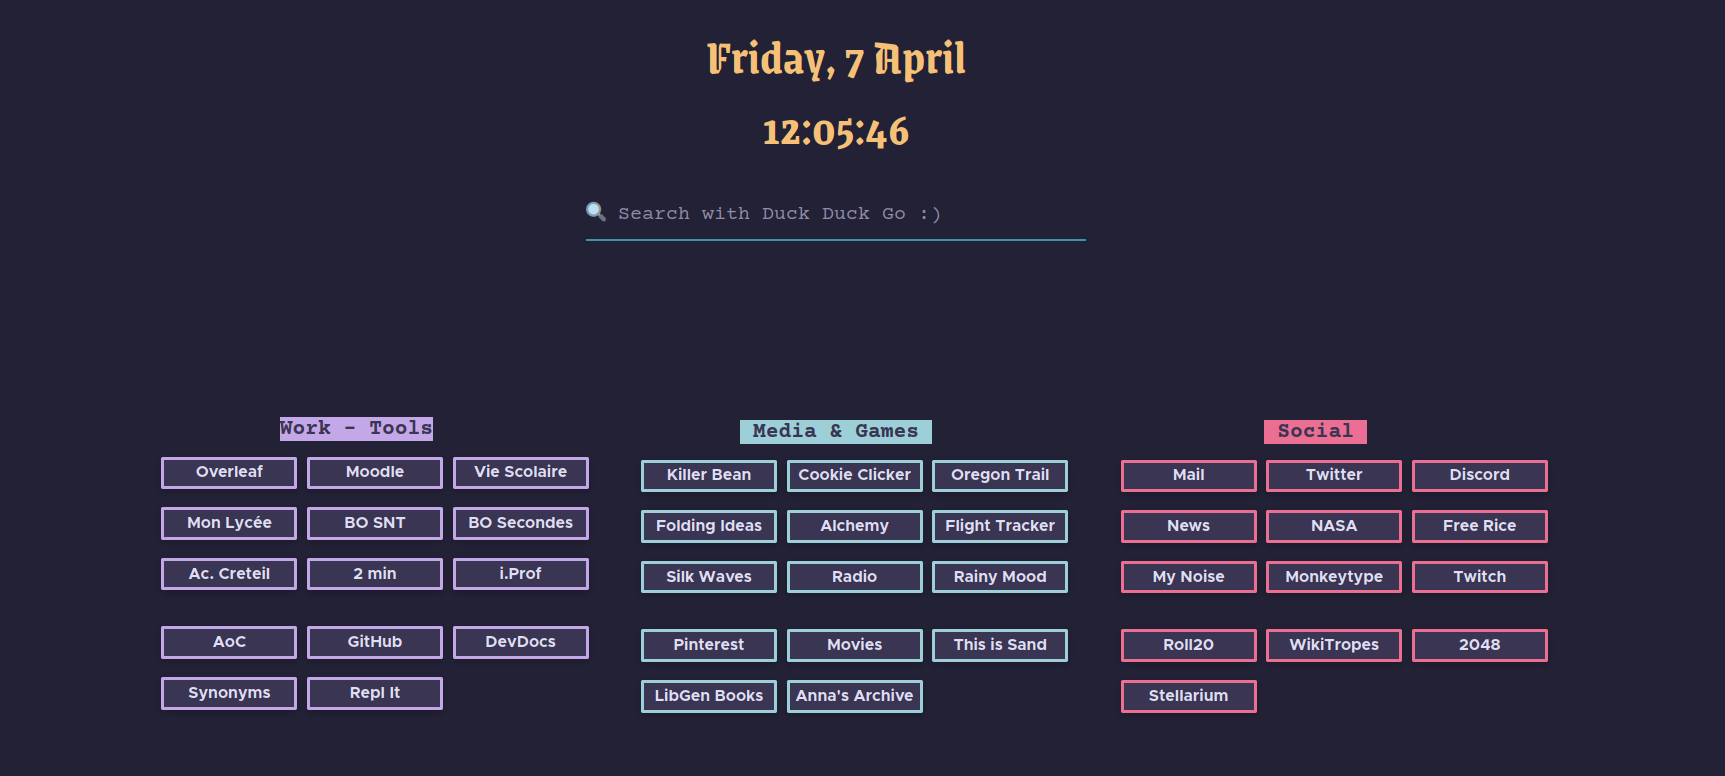 Friday, 7 April
12:05:46
Search with Duck Duck Go :)
Work - Tools
Overleaf Moodle Vie Scolaire
Mon Lycée BO SNT BO Secondes
Ac. Creteil 2 min i.Prof
AoC GitHub DevDocs
Synonyms Repl It
Media & Games
Killer Bean Cookie Clicker Oregon Trail
Folding Ideas Alchemy Flight Tracker
Silk Waves Radio Rainy Mood
Pinterest Movies This is Sand
LibGen Books Anna's Archive
Social
Mail Twitter Discord
News NASA Free Rice
My Noise Monkeytype Twitch
Roll20 WikiTropes 2048
Stellarium